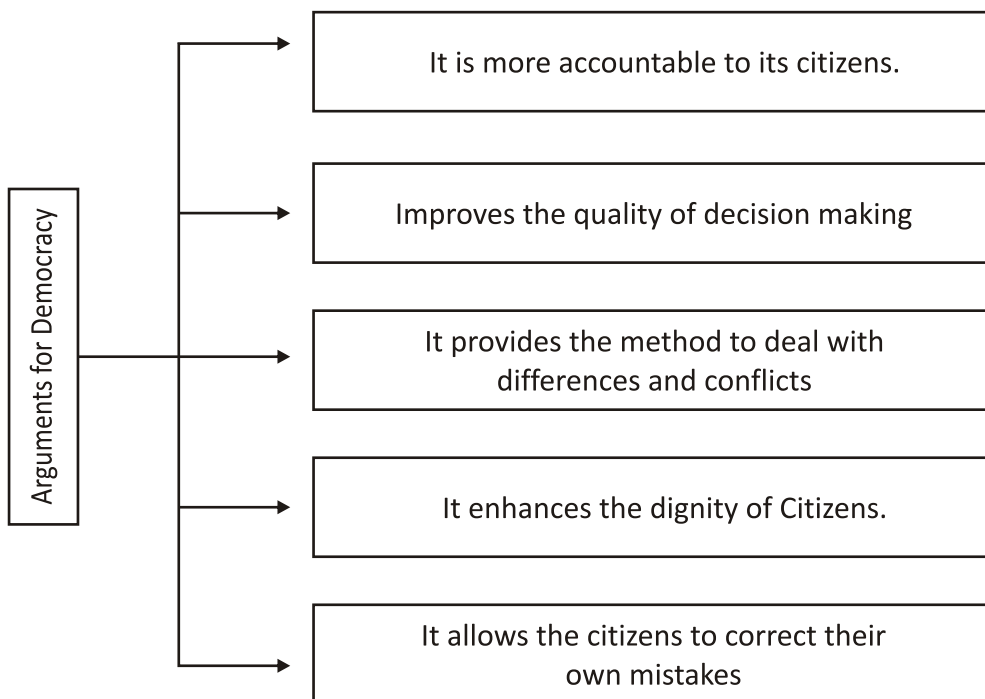 Arguments for Democracy
It is more accountable to its citizens.
Improves the quality of decision making
It provides the method to deal with
differences and conflicts
It enhances the dignity of Citizens.
It allows the citizens to correct their
own mistakes